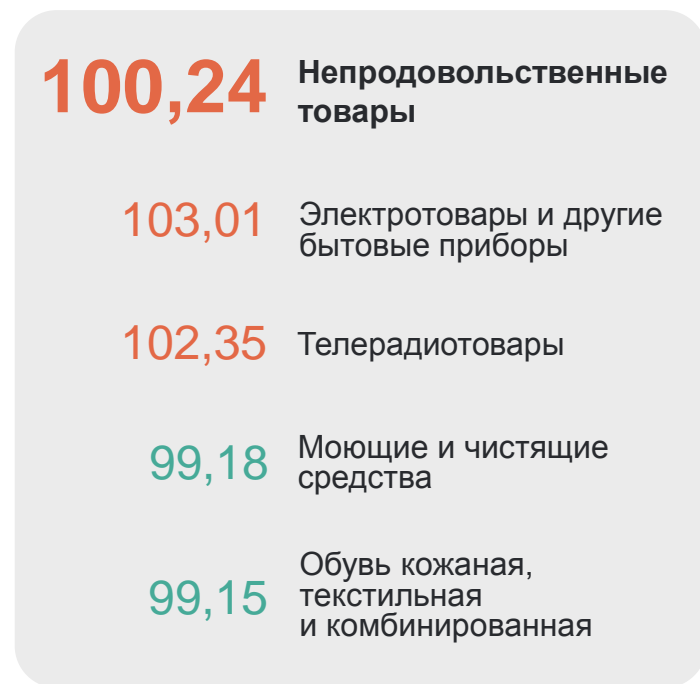 100,24 Непродовольственные
товары
103,01 Электротовары и другие
бытовые приборы
102,35 Телерадиотовары
99,18 Моющие и чистящие
средства
99,15 Обувь кожаная,
текстильная
и комбинированная